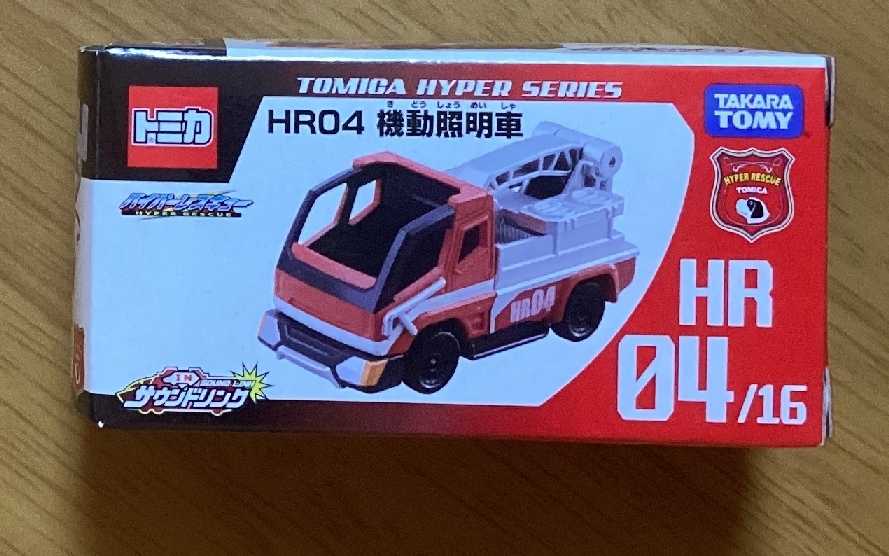 TOMICA HYPER SERIES
トミカ
HR04 機動照明車
き どう しょう めい しゃ
TAKARA
TOMY
ハイパーレスキュー
HYPER RESCUE
HYPER RESCUE
TOMICA
HR04
HR
04/16
SOUND LINK
サウンドリンク